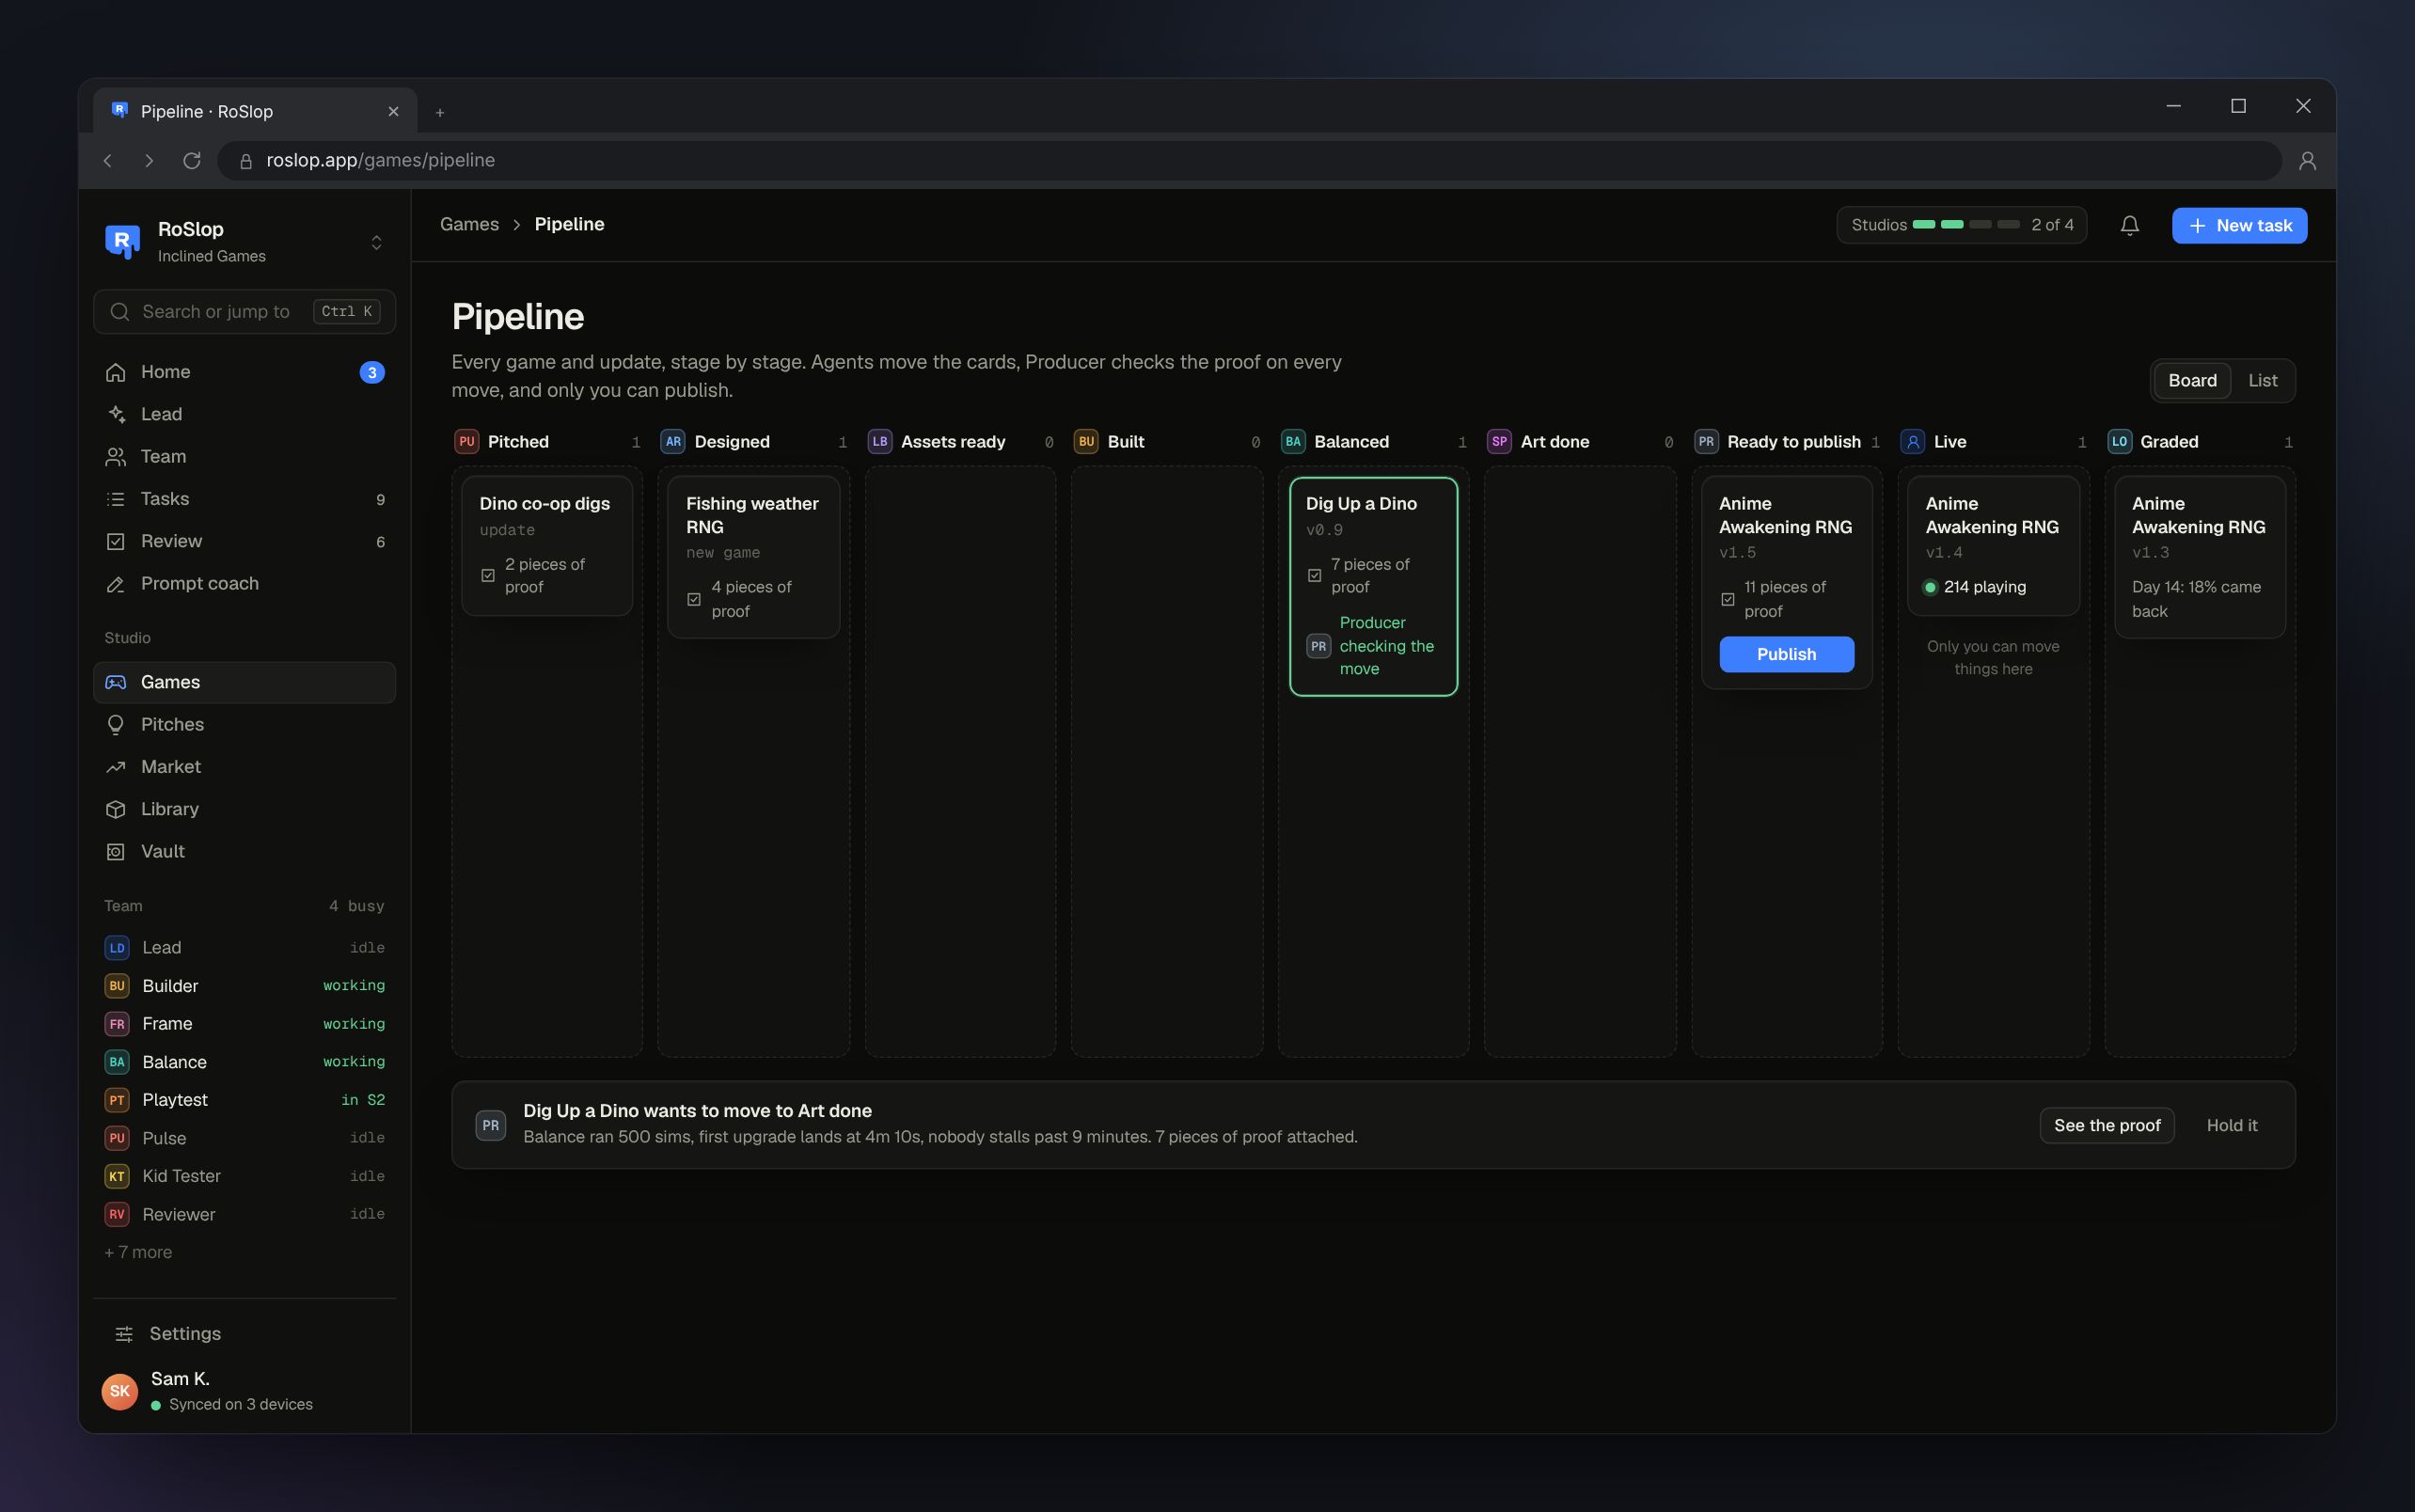 R Pipeline · RoSlop
roslop.app/games/pipeline
R RoSlop
Inclined Games
Search or jump to Ctrl K
Home 3
Lead
Team
Tasks 9
Review 6
Prompt coach
Studio
Games
Pitches
Market
Library
Vault
Team 4 busy
LD Lead idle
BU Builder working
FR Frame working
BA Balance working
PT Playtest in S2
PU Pulse idle
KT Kid Tester idle
RV Reviewer idle
+ 7 more
Settings
SK Sam K.
Synced on 3 devices
Games > Pipeline
Studios 2 of 4
+ New task
Pipeline
Every game and update, stage by stage. Agents move the cards, Producer checks the proof on every
move, and only you can publish.
Board List
PU Pitched 1
Dino co-op digs
update
2 pieces of
proof
AR Designed 1
Fishing weather
RNG
new game
4 pieces of
proof
LB Assets ready 0
BU Built 0
BA Balanced 1
Dig Up a Dino
v0.9
7 pieces of
proof
PR Producer
checking the
move
SP Art done 0
PR Ready to publish 1
Anime
Awakening RNG
v1.5
11 pieces of
proof
Publish
Live 1
Anime
Awakening RNG
v1.4
214 playing
Only you can move
things here
LO Graded 1
Anime
Awakening RNG
v1.3
Day 14: 18% came
back
PR Dig Up a Dino wants to move to Art done
Balance ran 500 sims, first upgrade lands at 4m 10s, nobody stalls past 9 minutes. 7 pieces of proof attached.
See the proof Hold it